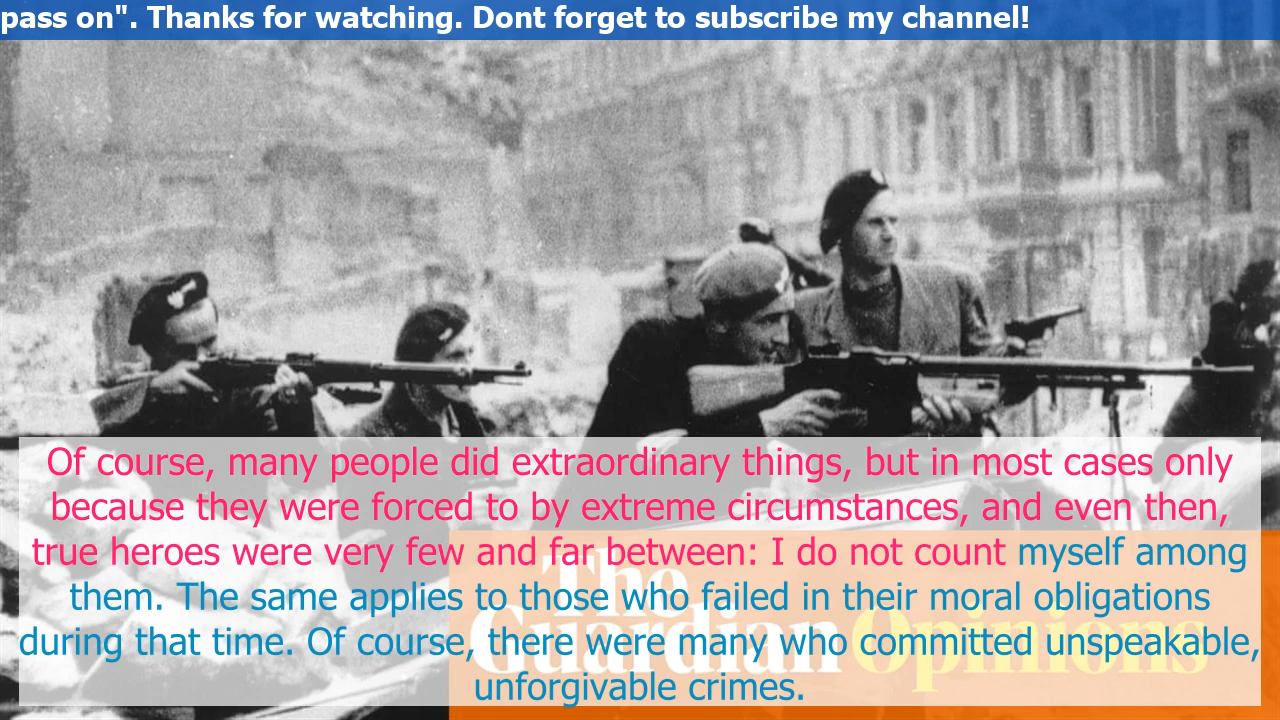 pass on". Thanks for watching. Dont forget to subscribe my channel!
Of course, many people did extraordinary things, but in most cases only
because they were forced to by extreme circumstances, and even then,
true heroes were very few and far between: I do not count myself among
them. The same applies to those who failed in their moral obligations
during that time. Of course, there were many who committed unspeakable,
unforgivable crimes.
The
Guardian Opinions